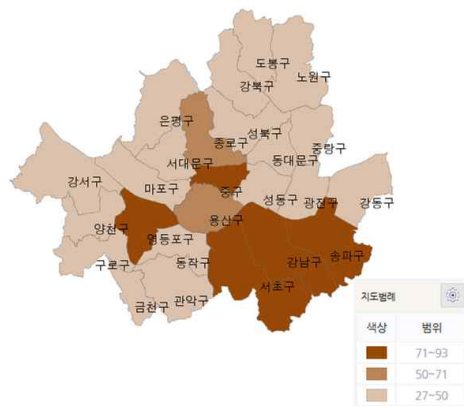 도봉구
노원구
강북구
은평구
종로구
성북구
중랑구
서대문구
동대문구
강서구
마포구
중구
성동구
광진구
강동구
양천구
용산구
영등포구
구로구
동작구
강남구
송파구
서초구
금천구
관악구
지도범례
색상 범위
71~93
50~71
27~50